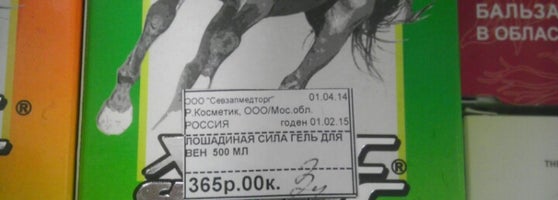 БАЛЬЗА
В ОБЛАС
ООО "Севзапмедторг" 01.04.14
Р.Косметик, ООО/Мос.обл.
РОССИЯ годен 01.02.15
ЛОШАДИНАЯ СИЛА ГЕЛЬ ДЛЯ
ВЕН 500 МЛ
365р.00к.
®
®
TH